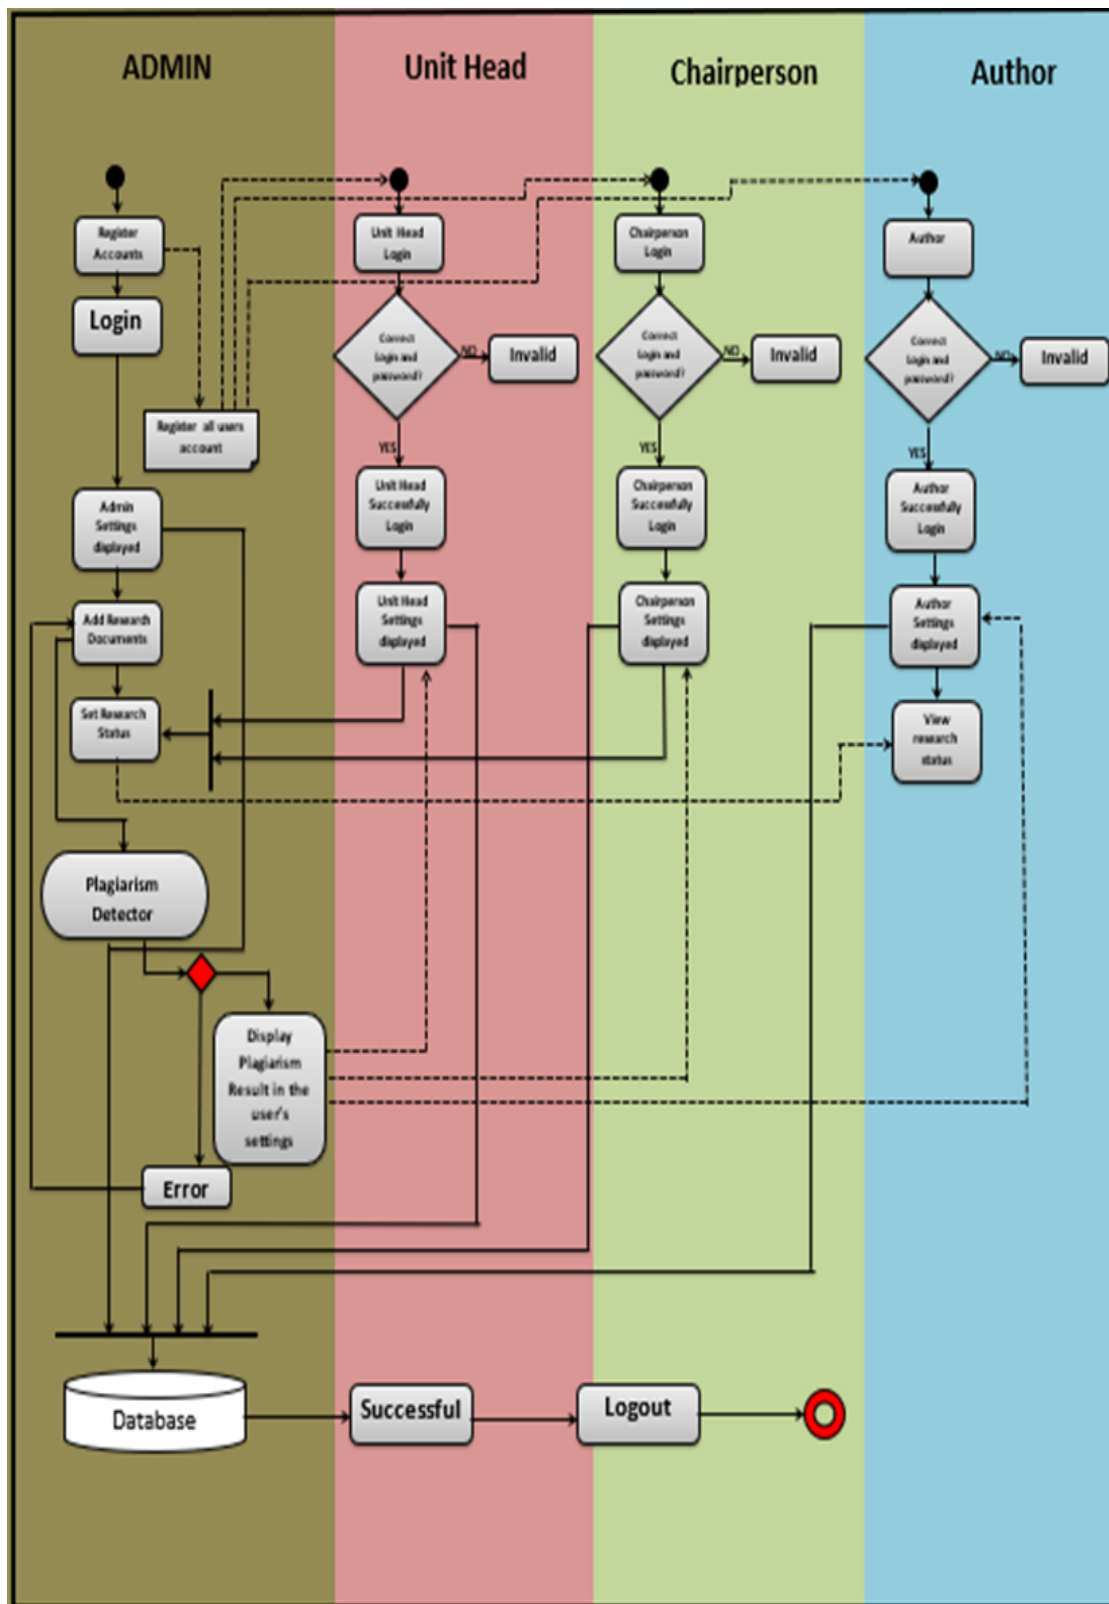 ADMIN
Unit Head
Chairperson
Author
Register
Accounts
Login
Register all users
account
Admin
Settings
displayed
Add Research
Documents
Set Research
Status
Plagiarism
Detector
Display
Plagiarism
Result in the
user's
settings
Error
Unit Head
Login
Correct
Login and
password?
NO
Invalid
YES
Unit Head
Successfully
Login
Unit Head
Settings
displayed
Chairperson
Login
Correct
Login and
password?
NO
Invalid
YES
Chairperson
Successfully
Login
Chairperson
Settings
displayed
Author
Correct
Login and
password?
NO
Invalid
YES
Author
Successfully
Login
Author
Settings
displayed
View
research
status
Database
Successful
Logout